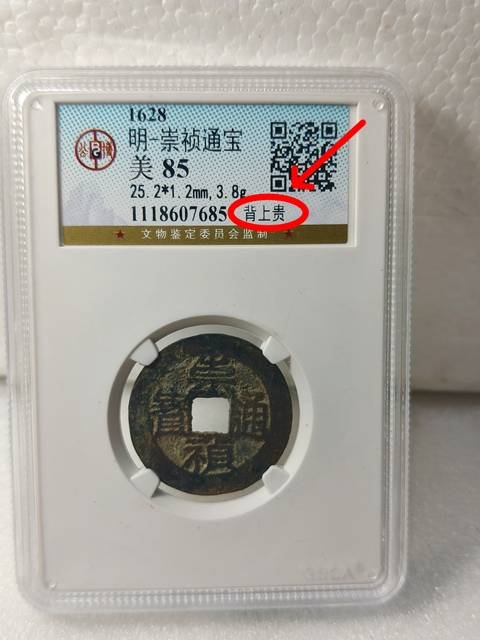 1628
明-崇祯通宝
美 85
25.2*1.2mm,3.8g
1118607685 背上贵
★ 文物鉴定委员会监制 ★
崇
寶 通
禎